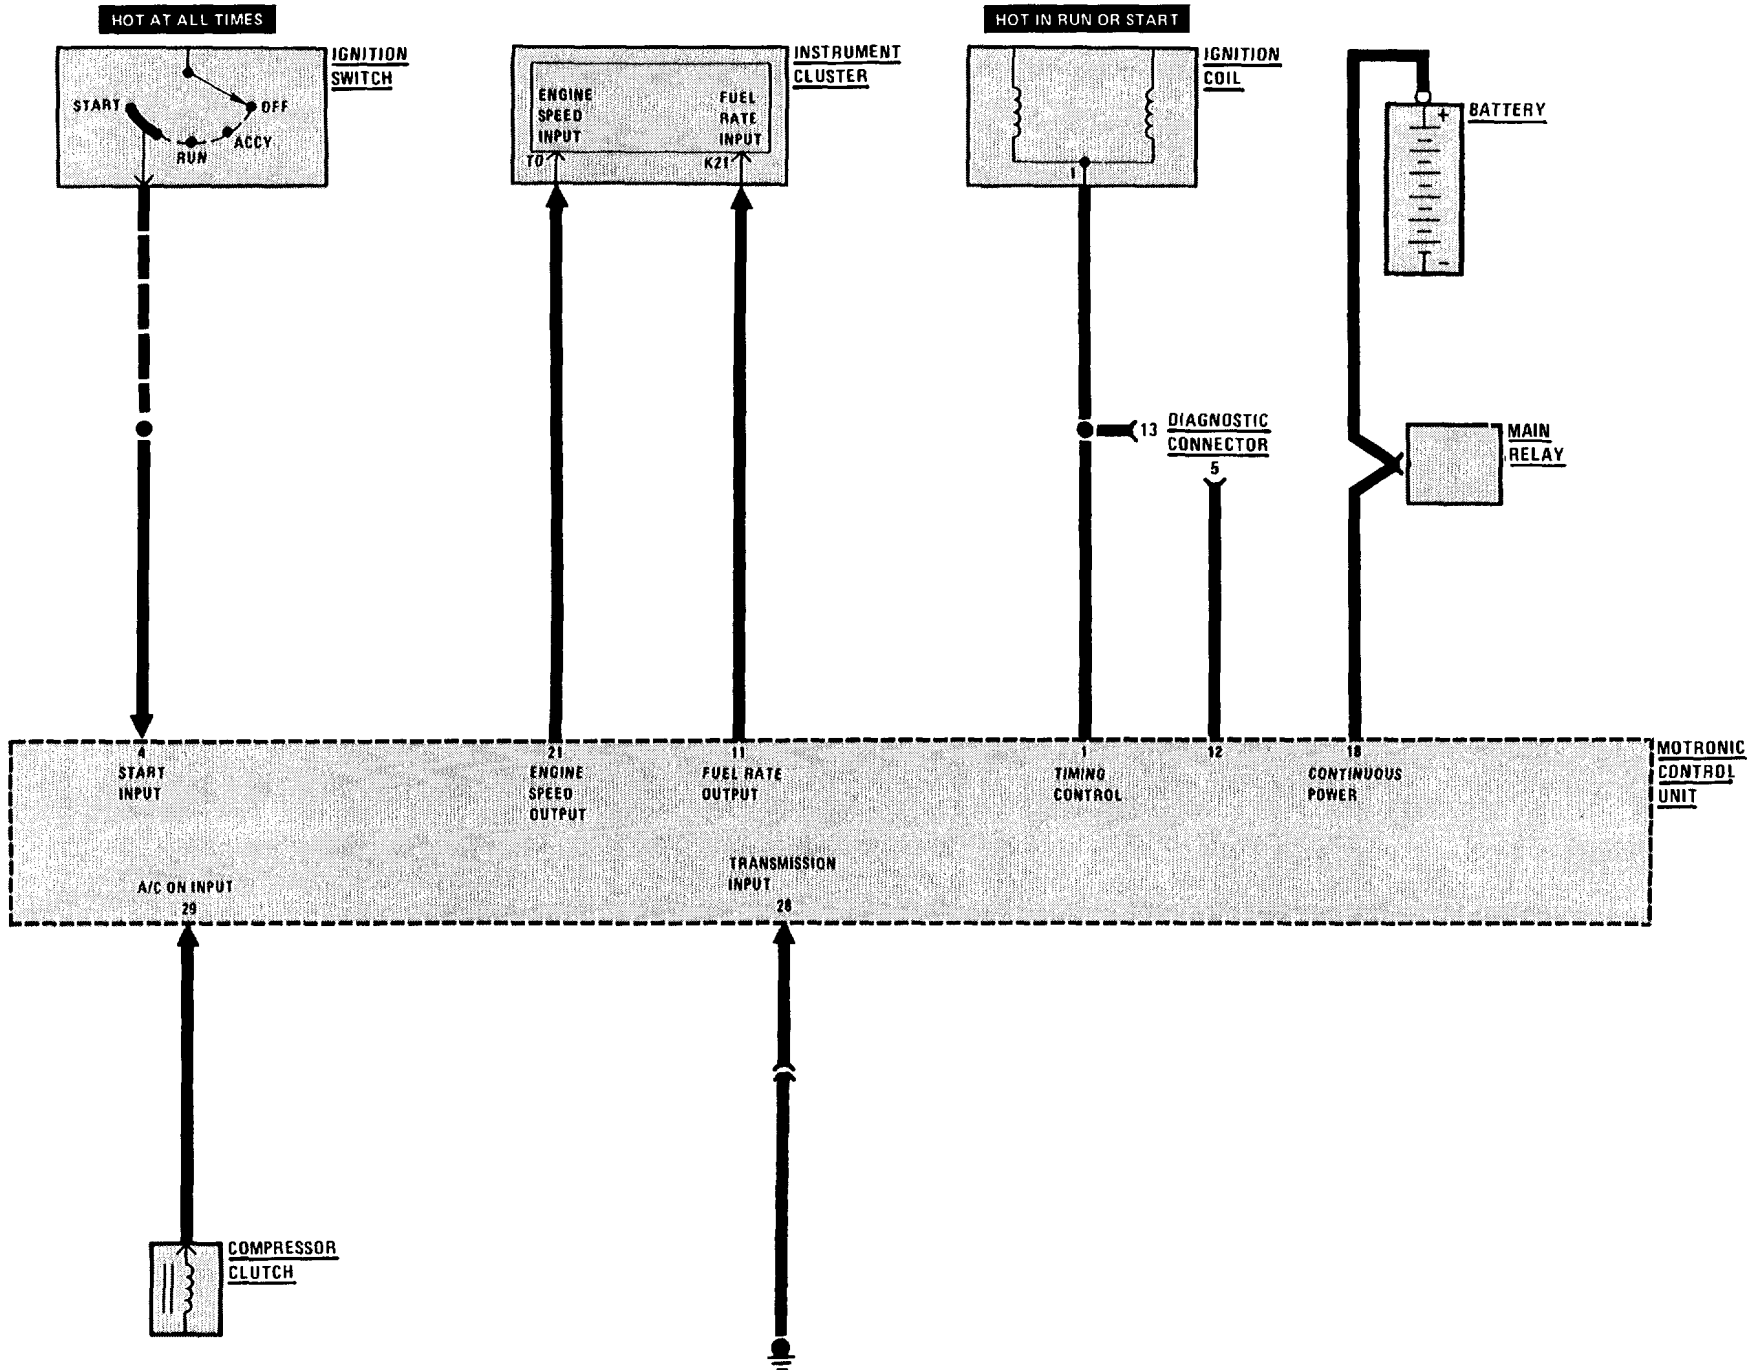 HOT AT ALL TIMES
IGNITION
SWITCH
START
OFF
ACCY
RUN
INSTRUMENT
CLUSTER
ENGINE
SPEED
INPUT
TD
FUEL
RATE
INPUT
K21
HOT IN RUN OR START
IGNITION
COIL
1
BATTERY
+
-
13
DIAGNOSTIC
CONNECTOR
5
MAIN
RELAY
4
START
INPUT
21
ENGINE
SPEED
OUTPUT
11
FUEL RATE
OUTPUT
1
TIMING
CONTROL
12
18
CONTINUOUS
POWER
MOTRONIC
CONTROL
UNIT
A/C ON INPUT
29
TRANSMISSION
INPUT
28
COMPRESSOR
CLUTCH